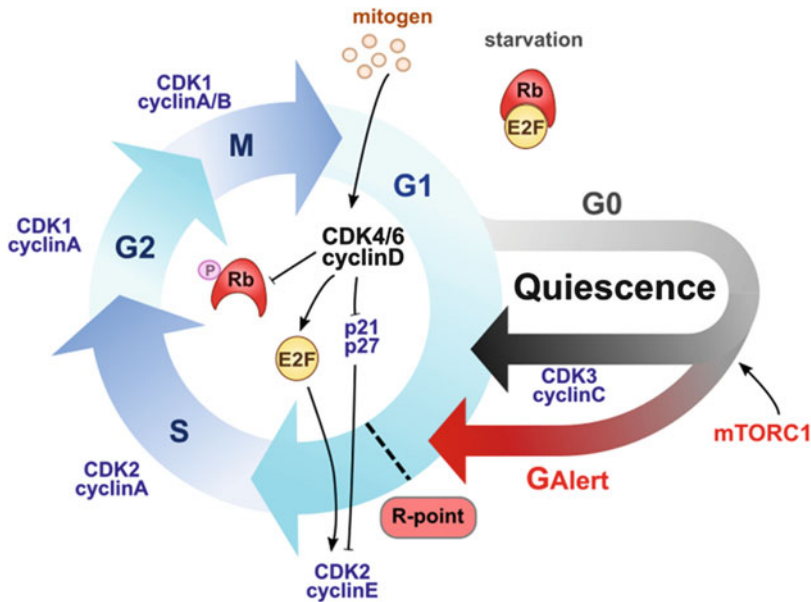 mitogen
starvation
CDK1
cyclinA/B
Rb
E2F
M
G1
G0
CDK1
cyclinA
G2
CDK4/6
cyclinD
P
Rb
Quiescence
p21
p27
E2F
CDK3
cyclinC
mTORC1
S
CDK2
cyclinA
GAlert
R-point
CDK2
cyclinE